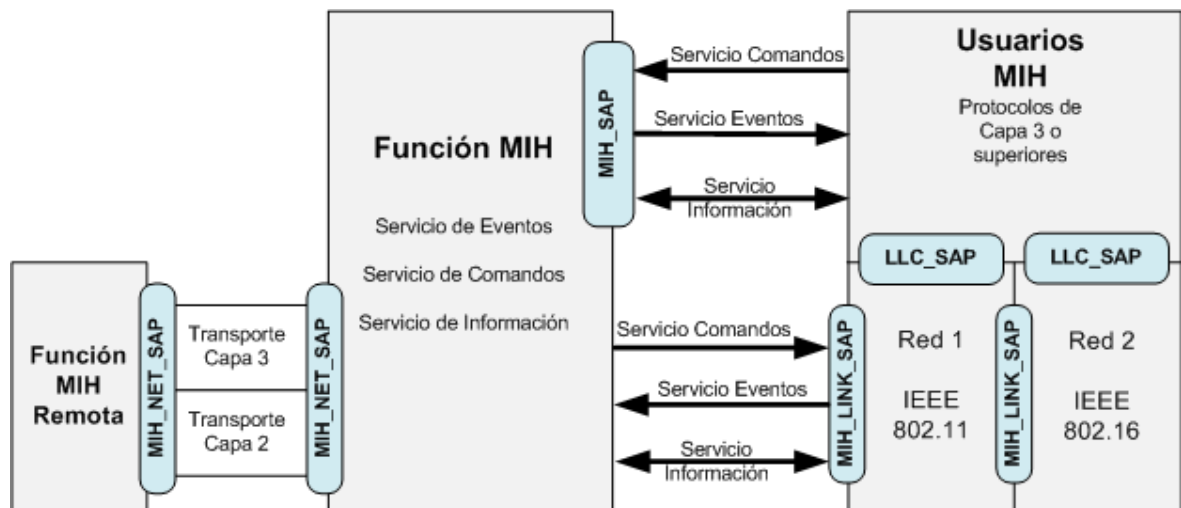 Función MIH
Servicio de Eventos
Servicio de Comandos
Servicio de Información
MIH_SAP
Servicio Comandos
Servicio Eventos
Servicio
Información
Usuarios
MIH
Protocolos de
Capa 3 o
superiores
LLC_SAP
LLC_SAP
Función
MIH
Remota
MIH_NET_SAP
Transporte
Capa 3
Transporte
Capa 2
MIH_NET_SAP
Servicio Comandos
Servicio Eventos
Servicio
Información
MIH_LINK_SAP
Red 1
IEEE
802.11
MIH_LINK_SAP
Red 2
IEEE
802.16